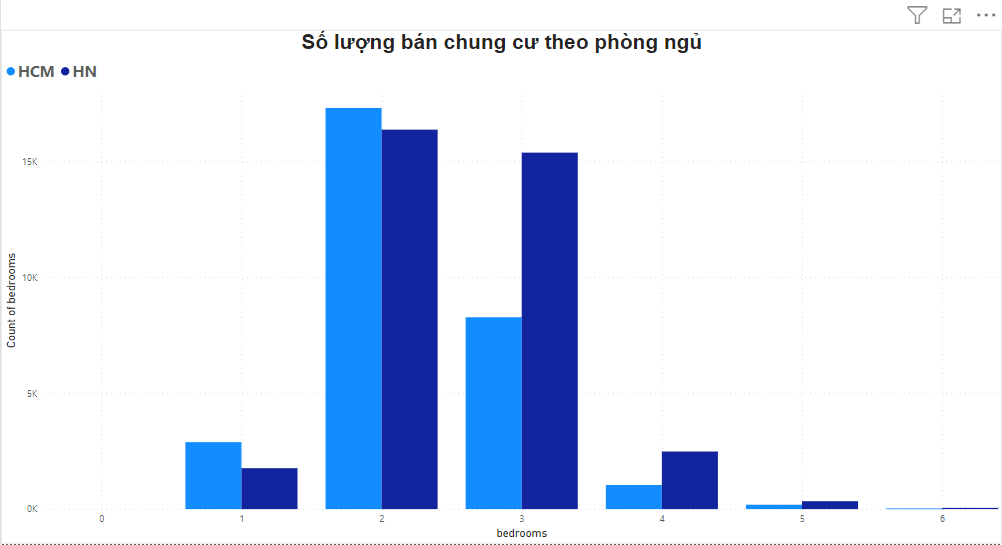 Số lượng bán chung cư theo phòng ngủ
HCM HN
15K
10K
5K
0K
Count of bedrooms
0 1 2 3 4 5 6
bedrooms